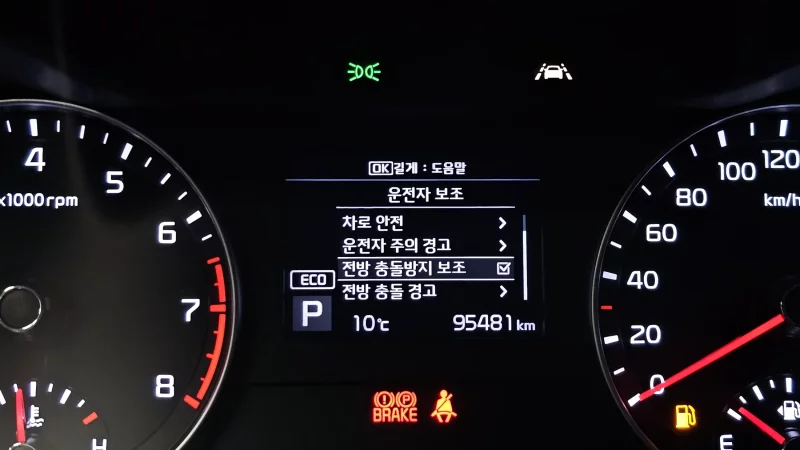 OK길게 : 도움말
운전자 보조
차로 안전
운전자 주의 경고
전방 충돌방지 보조
전방 충돌 경고
ECO
P
10℃ 95481km
4
5
6
7
8
x1000rpm
H
BRAKE
P
120
100
80
60
40
20
0
km/h
E